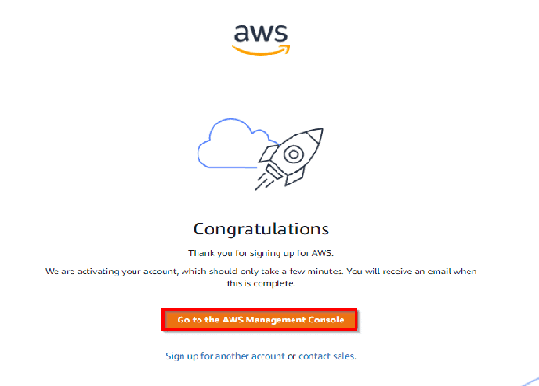 aws
Congratulations
Thank you for signing up for AWS.
We are activating your account, which should only take a few minutes. You will receive an email when
this is complete.
Go to the AWS Management Console
Sign up for another account or contact sales.